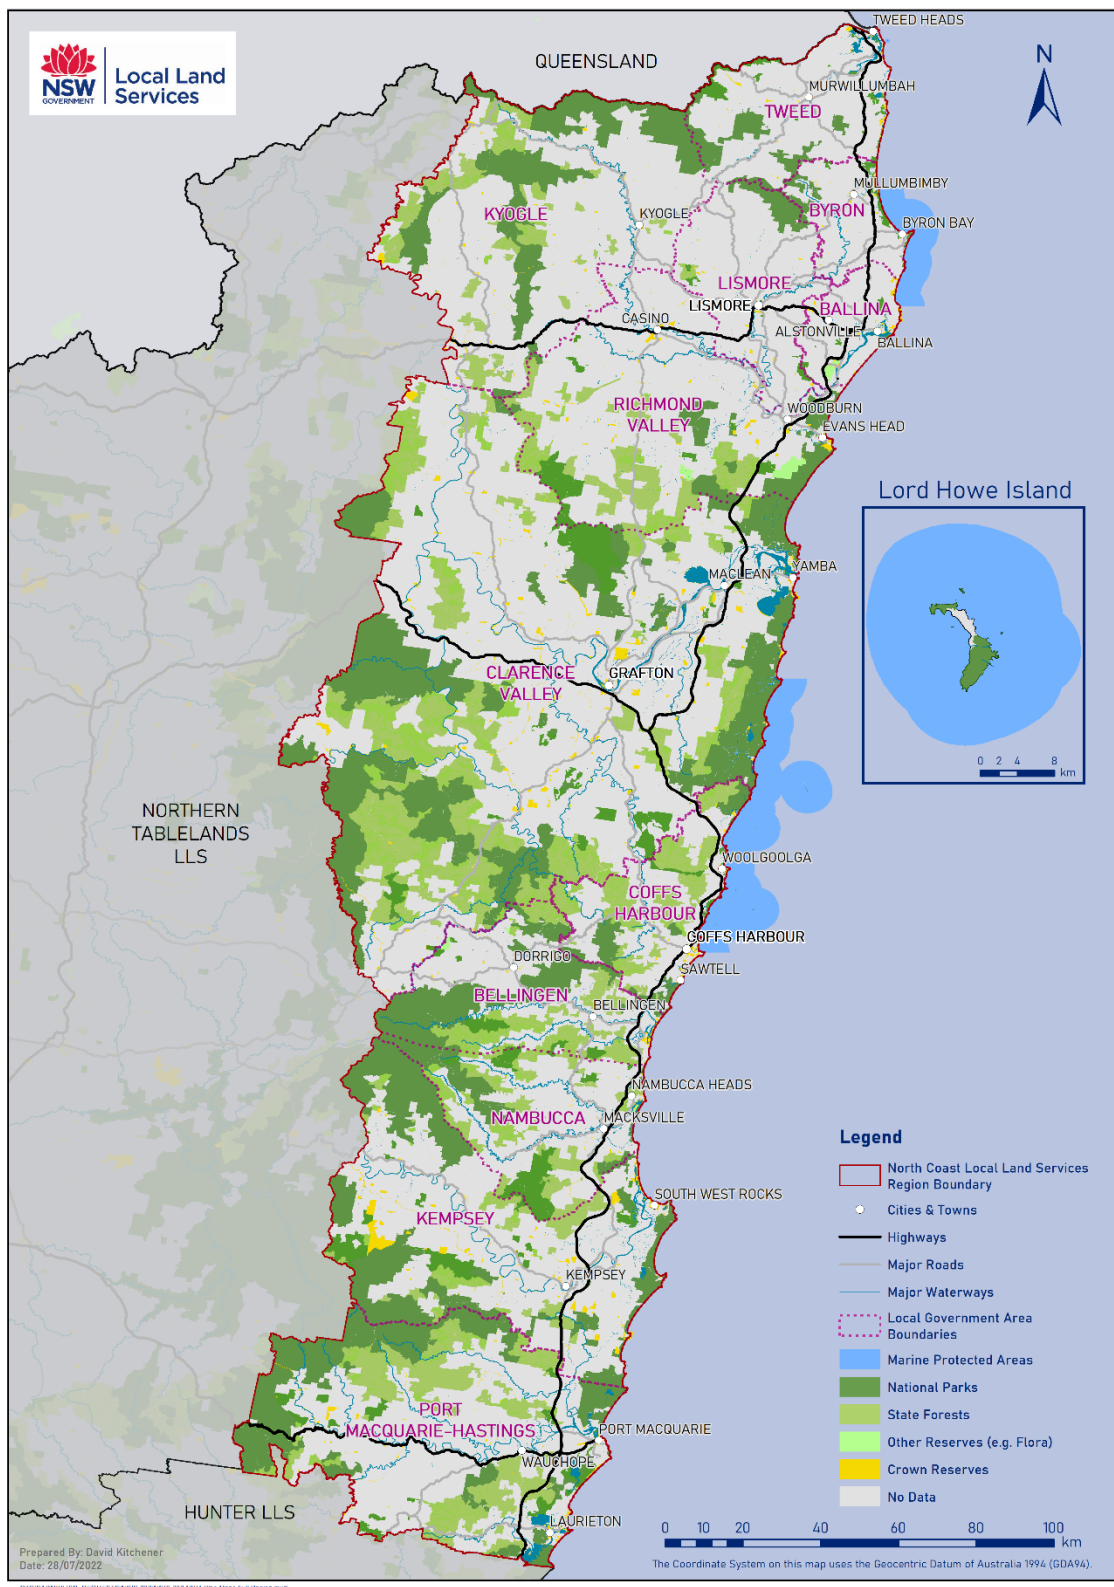 TWEED HEADS
QUEENSLAND
NSW
GOVERNMENT
Local Land
Services
N
MURWILLUMBAH
TWEED
MULLUMBIMBY
KYOGLE
KYOGLE
BYRON
BYRON BAY
LISMORE
LISMORE
BALLINA
CASINO
ALSTONVILLE
BALLINA
RICHMOND
VALLEY
WOODBURN
EVANS HEAD
Lord Howe Island
MACLEAN
YAMBA
CLARENCE
VALLEY
GRAFTON
0 2 4 8
km
NORTHERN
TABLELANDS
LLS
WOOLGOOLGA
COFFS
HARBOUR
COFFS HARBOUR
DORRIGO
SAWTELL
BELLINGEN
BELLINGEN
NAMBUCCA HEADS
NAMBUCCA
MACKSVILLE
SOUTH WEST ROCKS
KEMPSEY
KEMPSEY
PORT
MACQUARIE-HASTINGS
PORT MACQUARIE
WAUCHOPE
HUNTER LLS
LAURIETON
Legend
North Coast Local Land Services
Region Boundary
Cities & Towns
Highways
Major Roads
Major Waterways
Local Government Area
Boundaries
Marine Protected Areas
National Parks
State Forests
Other Reserves (e.g. Flora)
Crown Reserves
No Data
0 10 20 40 60 80 100
km
The Coordinate System on this map uses the Geocentric Datum of Australia 1994 (GDA94).
Prepared By: David Kitchener
Date: 28/07/2022